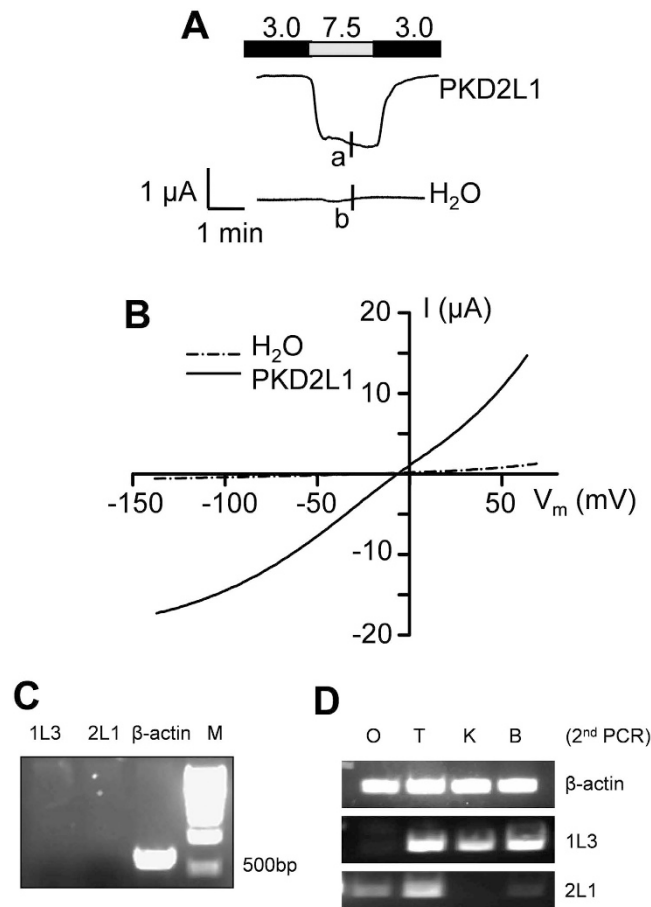 A
3.0 7.5 3.0
PKD2L1
a
1 µA
H₂O
b
1 min
B
20
I (µA)
H₂O
PKD2L1
10
-150 -100 -50 50
Vₘ (mV)
-10
-20
C
1L3 2L1 β-actin M
500bp
D
O T K B (2ⁿᵈ PCR)
β-actin
1L3
2L1